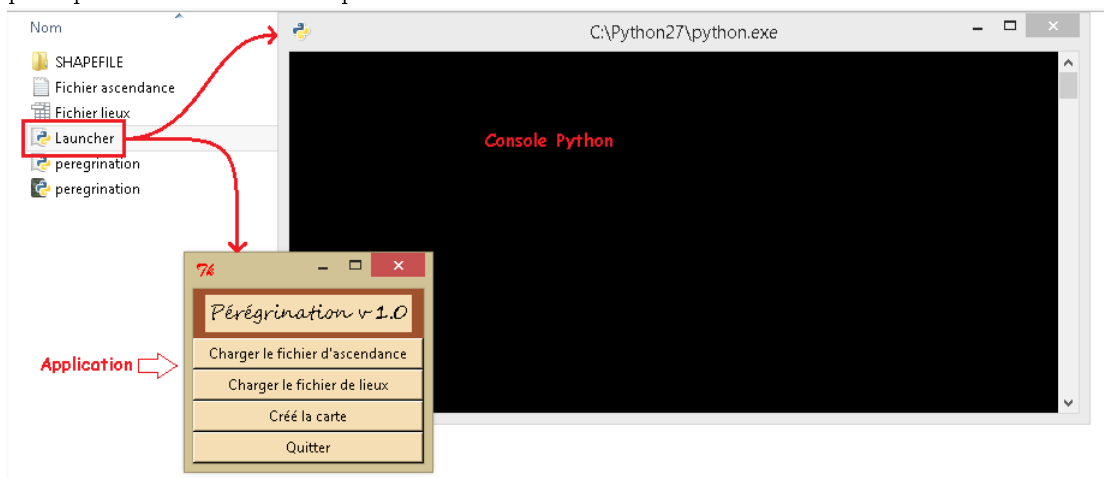 Nom
SHAPEFILE
Fichier ascendance
Fichier lieux
Launcher
peregrination
peregrination
C:\Python27\python.exe
Console Python
Application
Pérégrination v 1.0
Charger le fichier d'ascendance
Charger le fichier de lieux
Créé la carte
Quitter